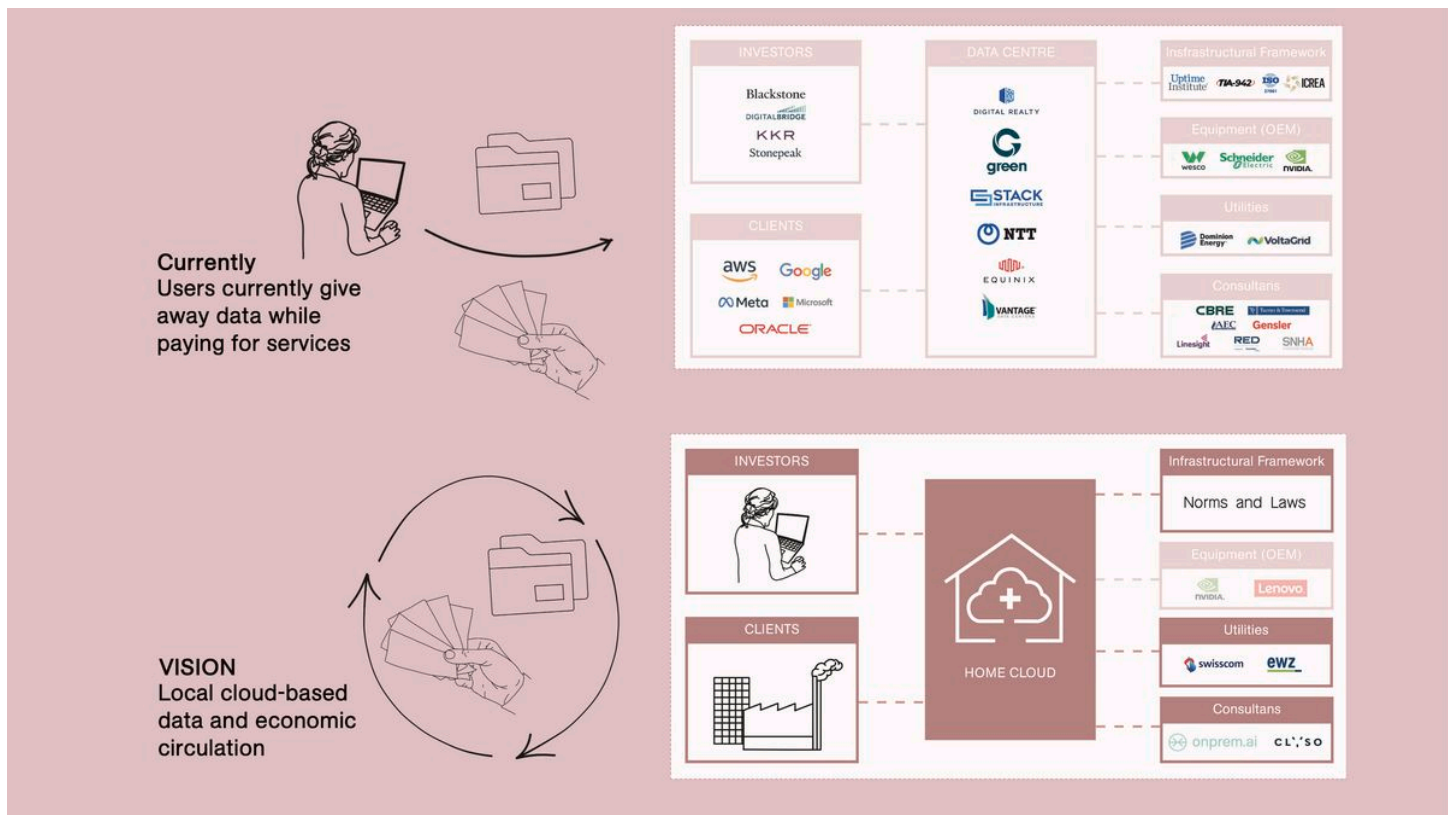 Currently
Users currently give
away data while
paying for services
INVESTORS
Blackstone
DIGITALBRIDGE
KKR
Stonepeak
CLIENTS
aws
Google
Meta
Microsoft
ORACLE
DATA CENTRE
DIGITAL REALTY
green
STACK
INFRASTRUCTURE
NTT
EQUINIX
VANTAGE
DATA CENTERS
Insfrastructural Framework
Uptime
Institute
TIA-942
ISO
ICREA
Equipment (OEM)
wesco
Schneider
Electric
NVIDIA.
Utilities
Dominion
Energy
VoltaGrid
Consultans
CBRE
AEC
Gensler
Linesight
RED
SNHA
VISION
Local cloud-based
data and economic
circulation
INVESTORS
CLIENTS
HOME CLOUD
Infrastructural Framework
Norms and Laws
Equipment (OEM)
NVIDIA.
Lenovo
Utilities
swisscom
ewz
Consultans
onprem.ai
CLYSO